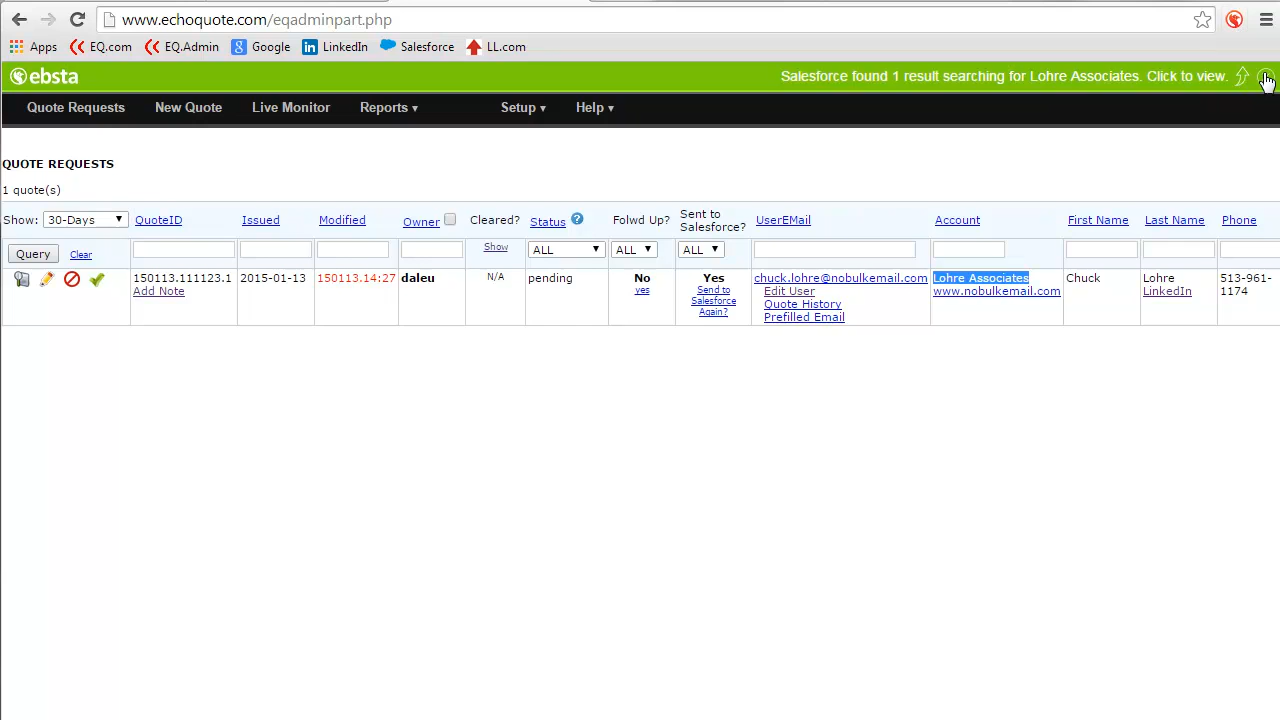 www.echoquote.com/eqadminpart.php
Apps EQ.com EQ.Admin Google LinkedIn Salesforce LL.com
ebsta Salesforce found 1 result searching for Lohre Associates. Click to view.
Quote Requests New Quote Live Monitor Reports ▾ Setup ▾ Help ▾
QUOTE REQUESTS
1 quote(s)
Show: 30-Days QuoteID Issued Modified Owner Cleared? Status ? Folwd Up? Sent to Salesforce? UserEMail Account First Name Last Name Phone
Query Clear Show ALL ALL ALL
150113.111123.1 2015-01-13 150113.14:27 daleu N/A pending No Yes chuck.lohre@nobulkemail.com Lohre Associates Chuck Lohre 513-961-1174
Add Note yes Send to Salesforce Again? Edit User www.nobulkemail.com LinkedIn
Quote History
Prefilled Email